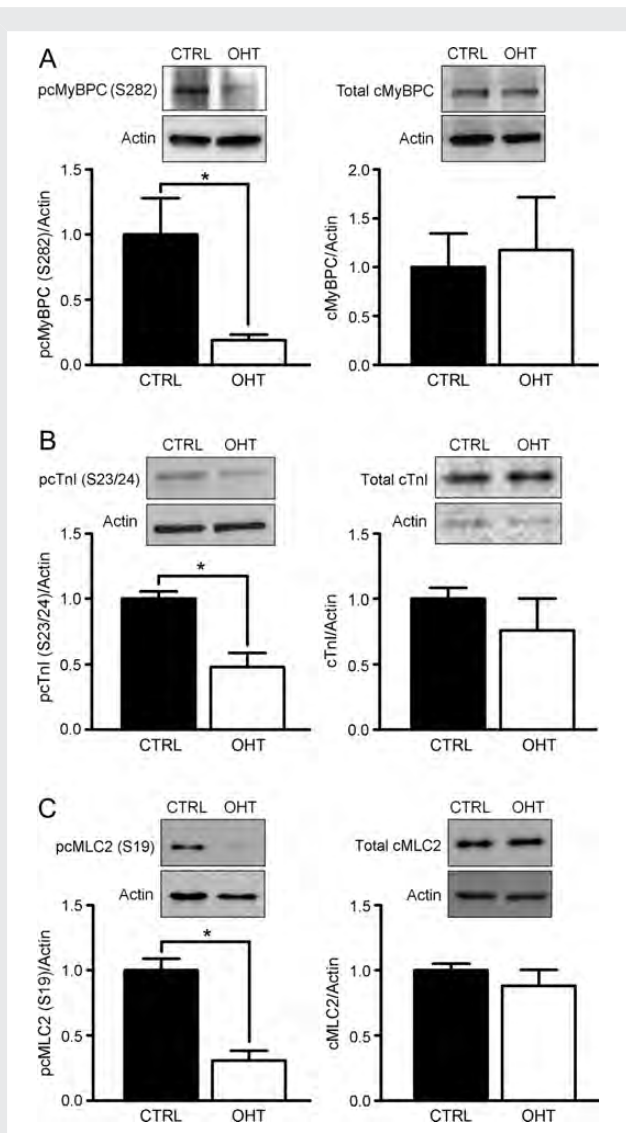 A
CTRL OHT
pcMyBPC (S282)
Actin
1.5
1.0
0.5
0.0
pcMyBPC (S282)/Actin
*
CTRL OHT
CTRL OHT
Total cMyBPC
Actin
2.0
1.5
1.0
0.5
0.0
cMyBPC/Actin
CTRL OHT
B
CTRL OHT
pcTnI (S23/24)
Actin
1.5
1.0
0.5
0.0
pcTnI (S23/24)/Actin
*
CTRL OHT
CTRL OHT
Total cTnI
Actin
1.5
1.0
0.5
0.0
cTnI/Actin
CTRL OHT
C
CTRL OHT
pcMLC2 (S19)
Actin
1.5
1.0
0.5
0.0
pcMLC2 (S19)/Actin
*
CTRL OHT
CTRL OHT
Total cMLC2
Actin
1.5
1.0
0.5
0.0
cMLC2/Actin
CTRL OHT